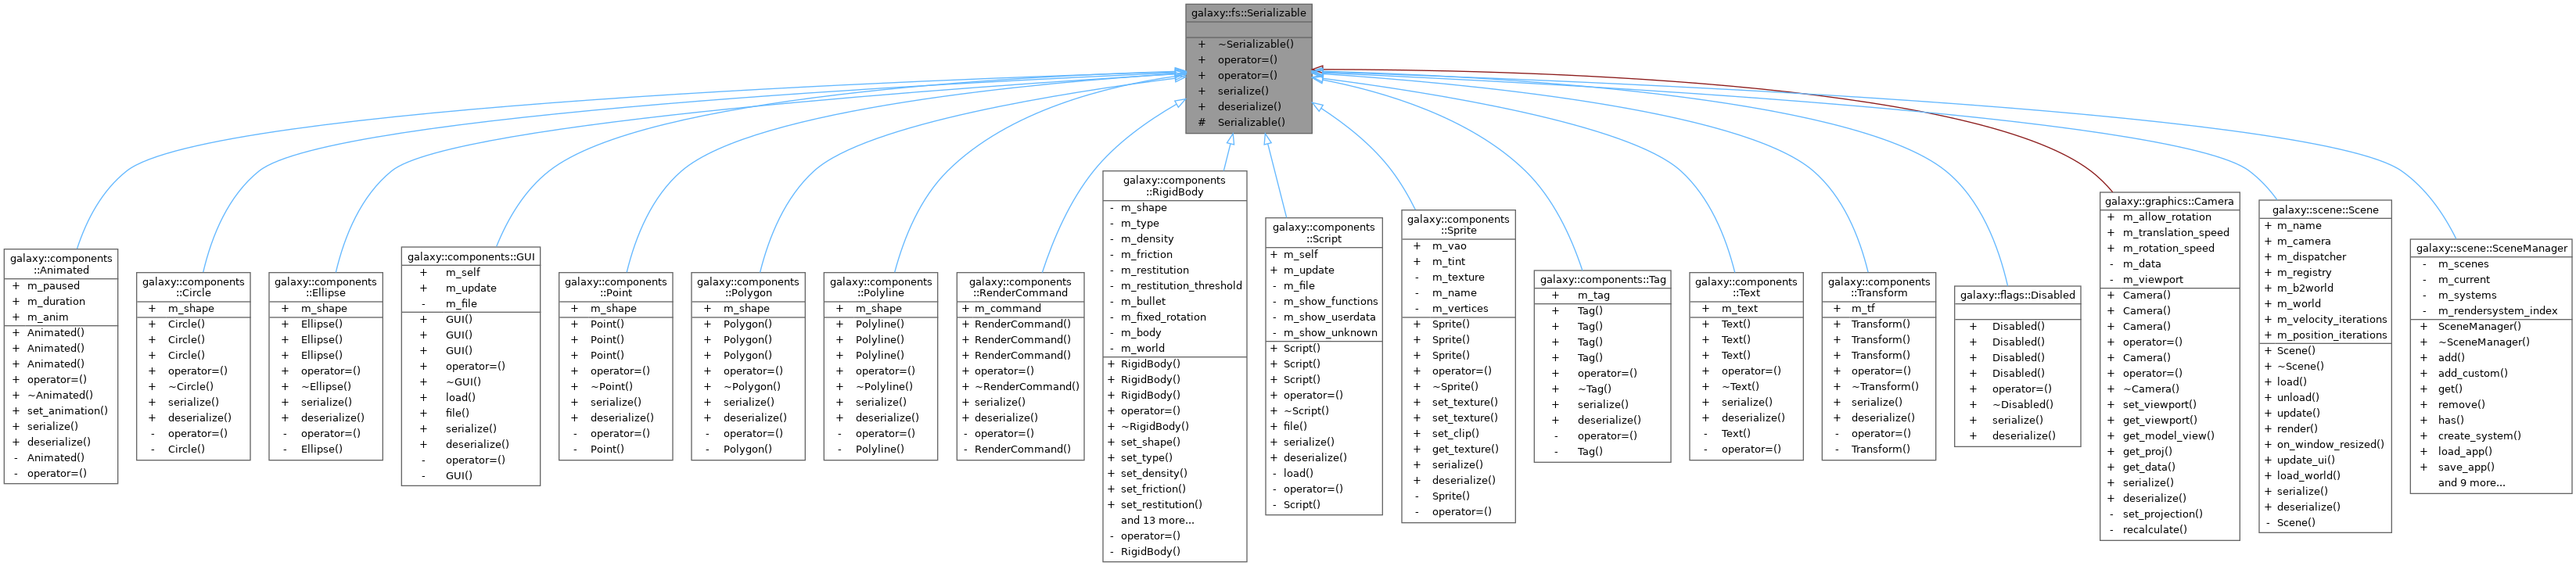 galaxy::fs::Serializable
+ ~Serializable()
+ operator=()
+ operator=()
+ serialize()
+ deserialize()
# Serializable()
galaxy::components
::Animated
+ m_paused
+ m_duration
+ m_anim
+ Animated()
+ Animated()
+ Animated()
+ operator=()
+ ~Animated()
+ set_animation()
+ serialize()
+ deserialize()
- Animated()
- operator=()
galaxy::components
::Circle
+ m_shape
+ Circle()
+ Circle()
+ Circle()
+ operator=()
+ ~Circle()
+ serialize()
+ deserialize()
- operator=()
- Circle()
galaxy::components
::Ellipse
+ m_shape
+ Ellipse()
+ Ellipse()
+ Ellipse()
+ operator=()
+ ~Ellipse()
+ serialize()
+ deserialize()
- operator=()
- Ellipse()
galaxy::components::GUI
+ m_self
+ m_update
- m_file
+ GUI()
+ GUI()
+ GUI()
+ operator=()
+ ~GUI()
+ load()
+ file()
+ serialize()
+ deserialize()
- operator=()
- GUI()
galaxy::components
::Point
+ m_shape
+ Point()
+ Point()
+ Point()
+ operator=()
+ ~Point()
+ serialize()
+ deserialize()
- operator=()
- Point()
galaxy::components
::Polygon
+ m_shape
+ Polygon()
+ Polygon()
+ Polygon()
+ operator=()
+ ~Polygon()
+ serialize()
+ deserialize()
- operator=()
- Polygon()
galaxy::components
::Polyline
+ m_shape
+ Polyline()
+ Polyline()
+ Polyline()
+ operator=()
+ ~Polyline()
+ serialize()
+ deserialize()
- operator=()
- Polyline()
galaxy::components
::RenderCommand
+ m_command
+ RenderCommand()
+ RenderCommand()
+ RenderCommand()
+ operator=()
+ ~RenderCommand()
+ serialize()
+ deserialize()
- operator=()
- RenderCommand()
galaxy::components
::RigidBody
- m_shape
- m_type
- m_density
- m_friction
- m_restitution
- m_restitution_threshold
- m_bullet
- m_fixed_rotation
- m_body
- m_world
+ RigidBody()
+ RigidBody()
+ RigidBody()
+ operator=()
+ ~RigidBody()
+ set_shape()
+ set_type()
+ set_density()
+ set_friction()
+ set_restitution()
and 13 more...
- operator=()
- RigidBody()
galaxy::components
::Script
+ m_self
+ m_update
- m_file
- m_show_functions
- m_show_userdata
- m_show_unknown
+ Script()
+ Script()
+ Script()
+ operator=()
+ ~Script()
+ file()
+ serialize()
+ deserialize()
- load()
- operator=()
- Script()
galaxy::components
::Sprite
+ m_vao
+ m_tint
- m_texture
- m_name
- m_vertices
+ Sprite()
+ Sprite()
+ Sprite()
+ operator=()
+ ~Sprite()
+ set_texture()
+ set_texture()
+ set_clip()
+ get_texture()
+ serialize()
+ deserialize()
- Sprite()
- operator=()
galaxy::components::Tag
+ m_tag
+ Tag()
+ Tag()
+ Tag()
+ Tag()
+ operator=()
+ ~Tag()
+ serialize()
+ deserialize()
- operator=()
- Tag()
galaxy::components
::Text
+ m_text
+ Text()
+ Text()
+ Text()
+ operator=()
+ ~Text()
+ serialize()
+ deserialize()
- Text()
- operator=()
galaxy::components
::Transform
+ m_tf
+ Transform()
+ Transform()
+ Transform()
+ operator=()
+ ~Transform()
+ serialize()
+ deserialize()
- operator=()
- Transform()
galaxy::flags::Disabled
+ Disabled()
+ Disabled()
+ Disabled()
+ Disabled()
+ operator=()
+ ~Disabled()
+ serialize()
+ deserialize()
galaxy::graphics::Camera
+ m_allow_rotation
+ m_translation_speed
+ m_rotation_speed
- m_data
- m_viewport
+ Camera()
+ Camera()
+ Camera()
+ operator=()
+ Camera()
+ operator=()
+ ~Camera()
+ set_viewport()
+ get_viewport()
+ get_model_view()
+ get_proj()
+ get_data()
+ serialize()
+ deserialize()
- set_projection()
- recalculate()
galaxy::scene::Scene
+ m_name
+ m_camera
+ m_dispatcher
+ m_registry
+ m_b2world
+ m_world
+ m_velocity_iterations
+ m_position_iterations
+ Scene()
+ ~Scene()
+ load()
+ unload()
+ update()
+ render()
+ on_window_resized()
+ update_ui()
+ load_world()
+ serialize()
+ deserialize()
- Scene()
galaxy::scene::SceneManager
- m_scenes
- m_current
- m_systems
- m_rendersystem_index
+ SceneManager()
+ ~SceneManager()
+ add()
+ add_custom()
+ get()
+ remove()
+ has()
+ create_system()
+ load_app()
+ save_app()
and 9 more...